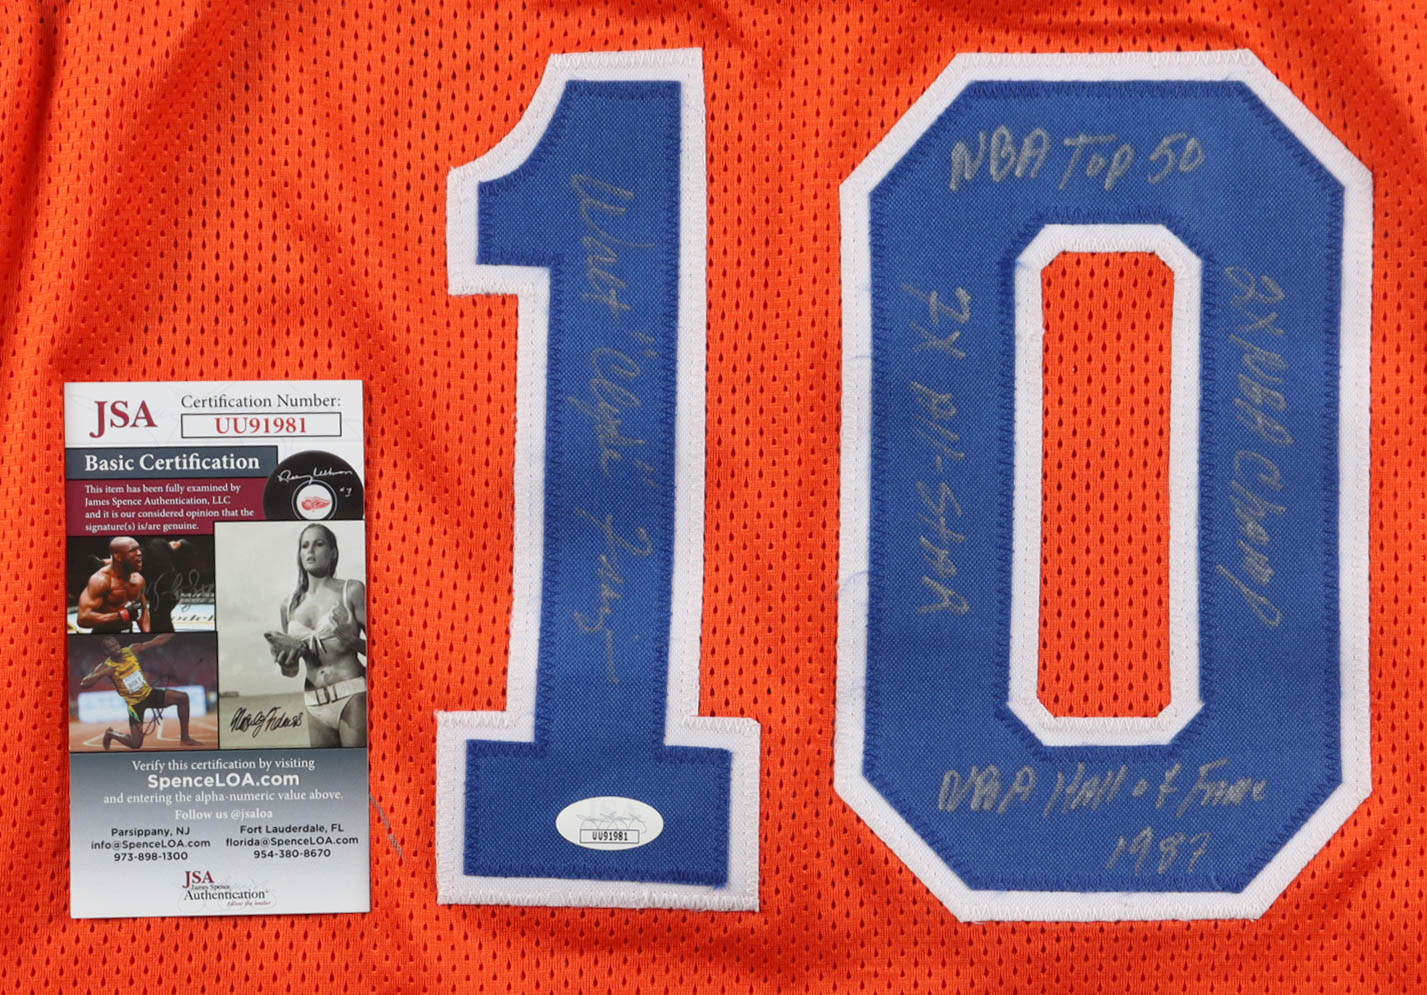 JSA
Certification Number:
UU91981
Basic Certification
This item has been fully examined by
James Spence Authentication, LLC
and it is our considered opinion that the
signature(s) is/are genuine.
Verify this certification by visiting
SpenceLOA.com
and entering the alpha-numeric value above.
Follow us @jsaloa
Parsippany, NJ
info@SpenceLOA.com
973-898-1300
Fort Lauderdale, FL
florida@SpenceLOA.com
954-380-8670
JSA
James Spence
Authentication
follow the leader
10
Walt "Clyde" Frazier
UU91981
NBA Top 50
7X All-STAR
2X NBA Champ
NBA Hall of Fame
1987